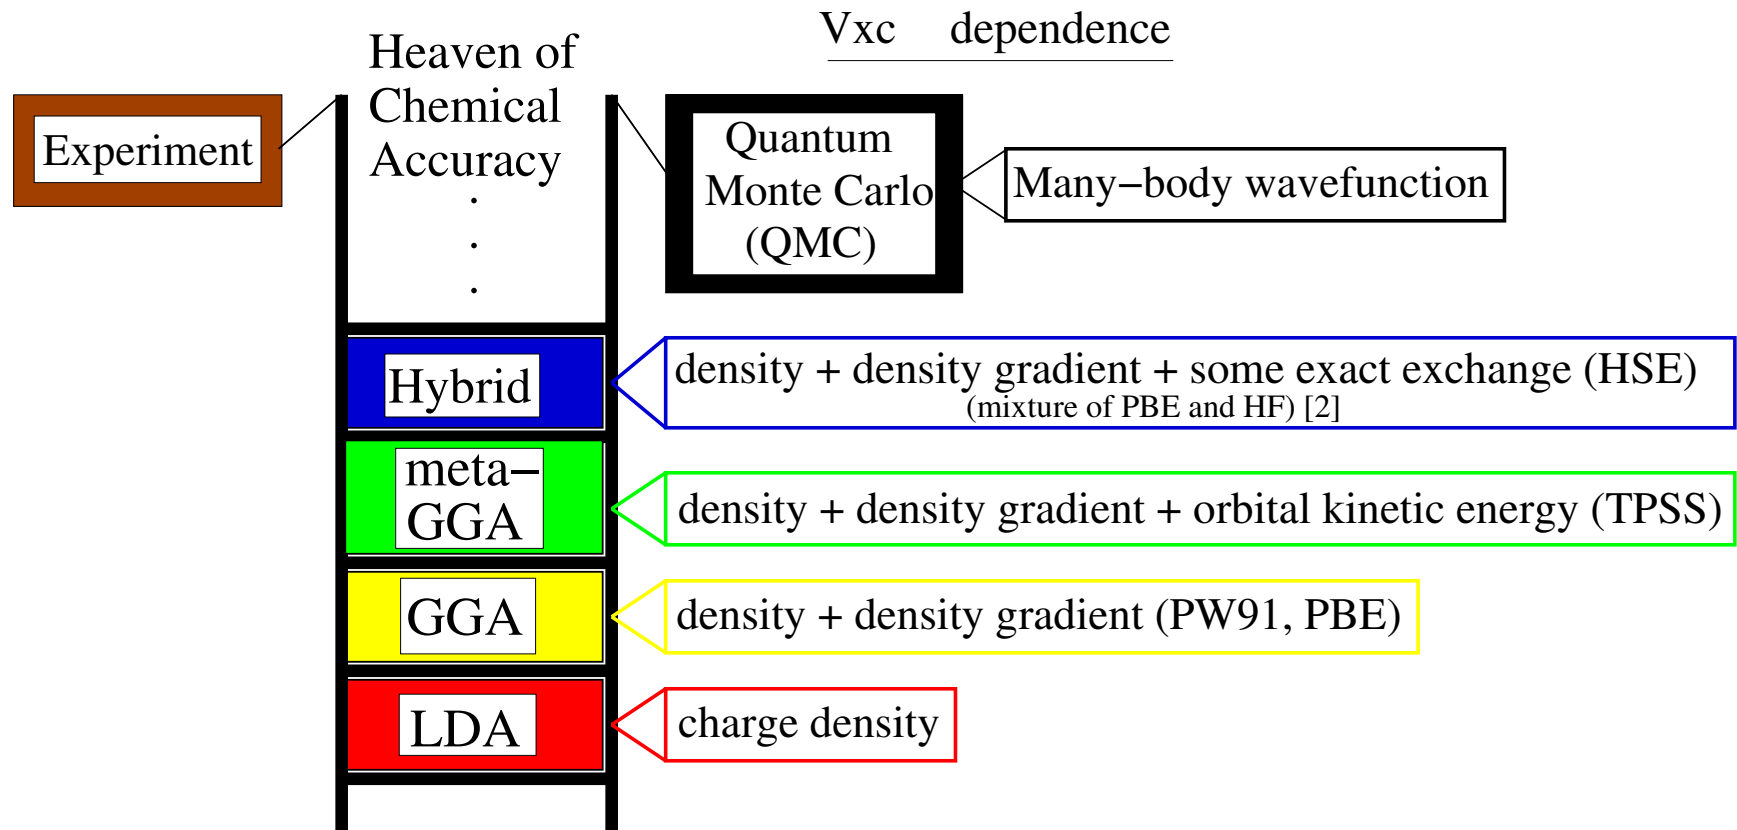 Vxc dependence
Heaven of
Chemical
Accuracy
.
.
.
Experiment
Quantum
Monte Carlo
(QMC)
Many−body wavefunction
Hybrid
density + density gradient + some exact exchange (HSE)
(mixture of PBE and HF) [2]
meta−
GGA
density + density gradient + orbital kinetic energy (TPSS)
GGA
density + density gradient (PW91, PBE)
LDA
charge density